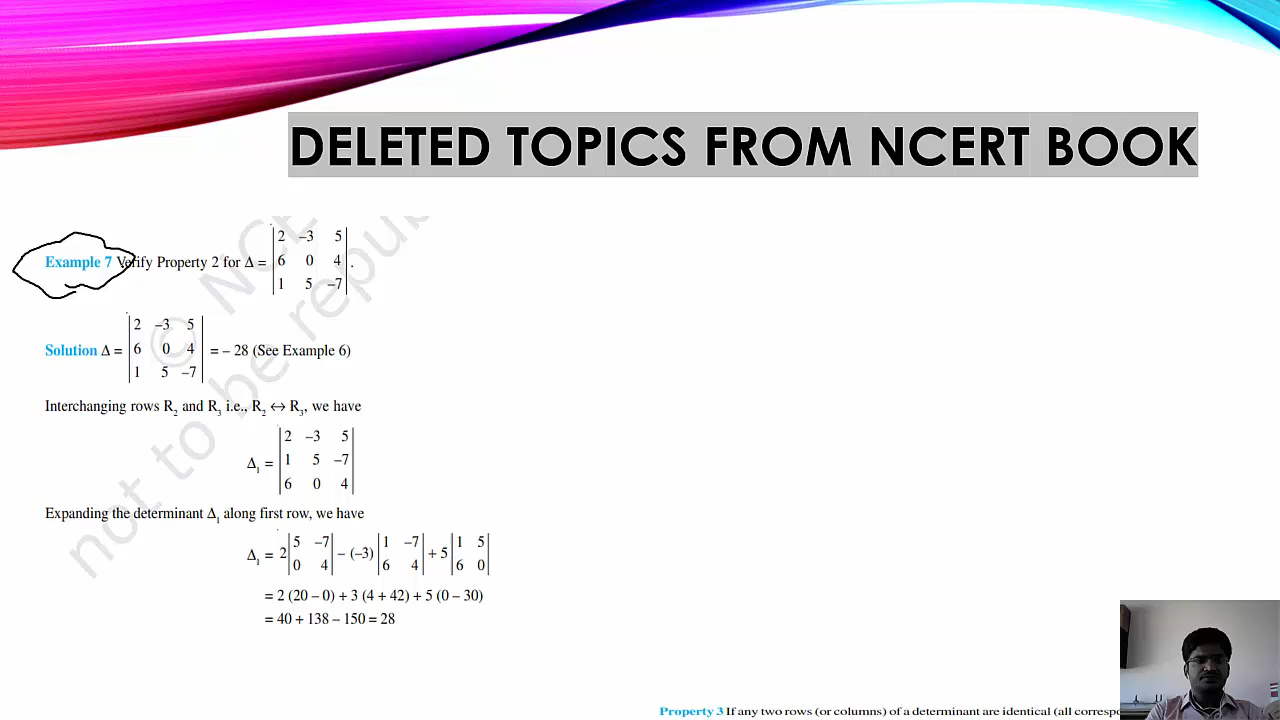 DELETED TOPICS FROM NCERT BOOK
Example 7 Verify Property 2 for Δ = | 2 –3 5 |
| 6 0 4 | .
| 1 5 –7 |
Solution Δ = | 2 –3 5 |
| 6 0 4 | = – 28 (See Example 6)
| 1 5 –7 |
Interchanging rows R₂ and R₃ i.e., R₂ ↔ R₃, we have
Δ₁ = | 2 –3 5 |
| 1 5 –7 |
| 6 0 4 |
Expanding the determinant Δ₁ along first row, we have
Δ₁ = 2 | 5 –7 | – (–3) | 1 –7 | + 5 | 1 5 |
| 0 4 | | 6 4 | | 6 0 |
= 2 (20 – 0) + 3 (4 + 42) + 5 (0 – 30)
= 40 + 138 – 150 = 28
Property 3 If any two rows (or columns) of a determinant are identical (all
© NCE
not to be repub